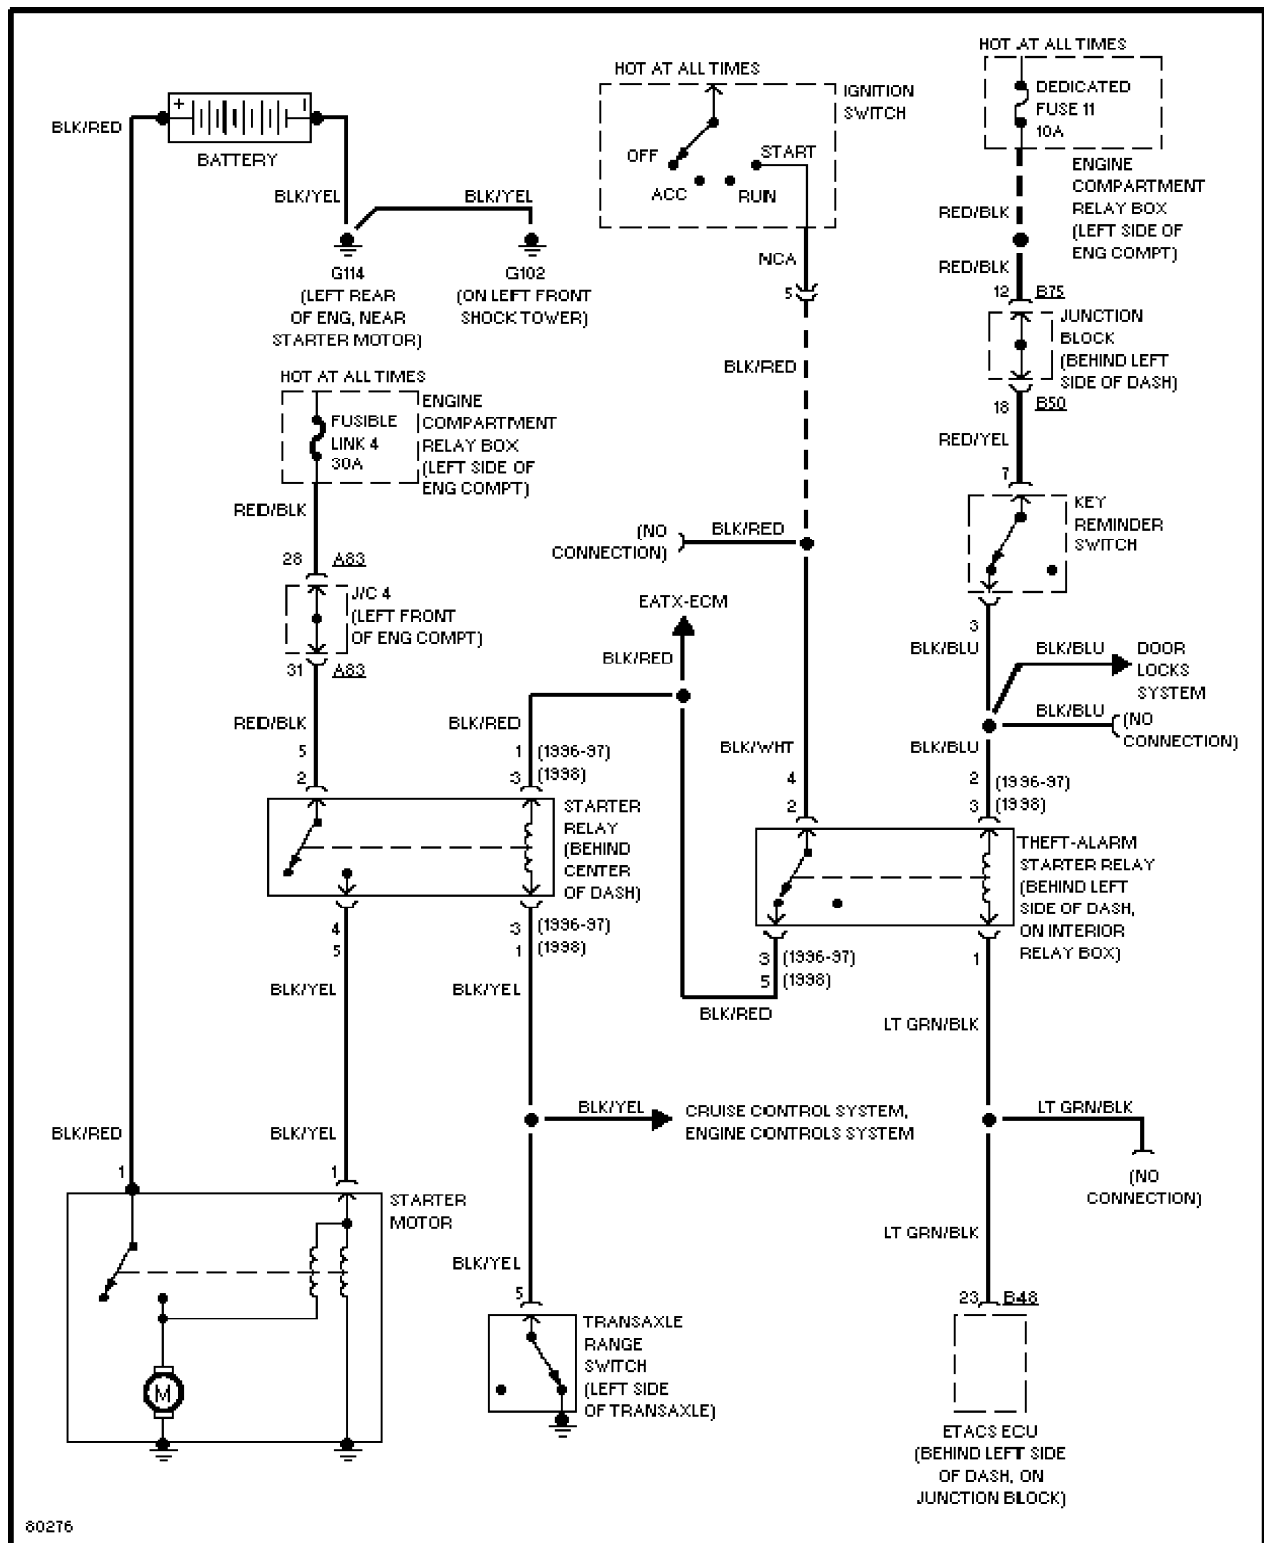 HOT AT ALL TIMES
DEDICATED
FUSE 11
10A
ENGINE
COMPARTMENT
RELAY BOX
(LEFT SIDE OF
ENG COMPT)
HOT AT ALL TIMES
IGNITION
SWITCH
OFF
START
ACC
RUN
BLK/RED
+
BATTERY
BLK/YEL
BLK/YEL
G114
(LEFT REAR
OF ENG, NEAR
STARTER MOTOR)
G102
(ON LEFT FRONT
SHOCK TOWER)
NCA
5
BLK/RED
RED/BLK
RED/BLK
12
B75
JUNCTION
BLOCK
(BEHIND LEFT
SIDE OF DASH)
18
B50
RED/YEL
7
KEY
REMINDER
SWITCH
3
HOT AT ALL TIMES
FUSIBLE
LINK 4
30A
ENGINE
COMPARTMENT
RELAY BOX
(LEFT SIDE OF
ENG COMPT)
RED/BLK
28
A83
J/C 4
(LEFT FRONT
OF ENG COMPT)
31
A83
RED/BLK
5
2
(NO
CONNECTION)
BLK/RED
EATX-ECM
BLK/RED
BLK/RED
1
(1996-97)
3
(1998)
BLK/WHT
4
2
BLK/BLU
BLK/BLU
DOOR
LOCKS
SYSTEM
BLK/BLU
(NO
CONNECTION)
BLK/BLU
2
(1996-97)
3
(1998)
STARTER
RELAY
(BEHIND
CENTER
OF DASH)
THEFT-ALARM
STARTER RELAY
(BEHIND LEFT
SIDE OF DASH,
ON INTERIOR
RELAY BOX)
4
5
3
(1996-97)
1
(1998)
3
(1996-97)
5
(1998)
1
BLK/YEL
BLK/YEL
BLK/RED
LT GRN/BLK
BLK/YEL
CRUISE CONTROL SYSTEM,
ENGINE CONTROLS SYSTEM
LT GRN/BLK
(NO
CONNECTION)
BLK/RED
1
BLK/YEL
1
STARTER
MOTOR
M
BLK/YEL
5
TRANSAXLE
RANGE
SWITCH
(LEFT SIDE
OF TRANSAXLE)
LT GRN/BLK
23
B48
ETACS ECU
(BEHIND LEFT SIDE
OF DASH, ON
JUNCTION BLOCK)
80276